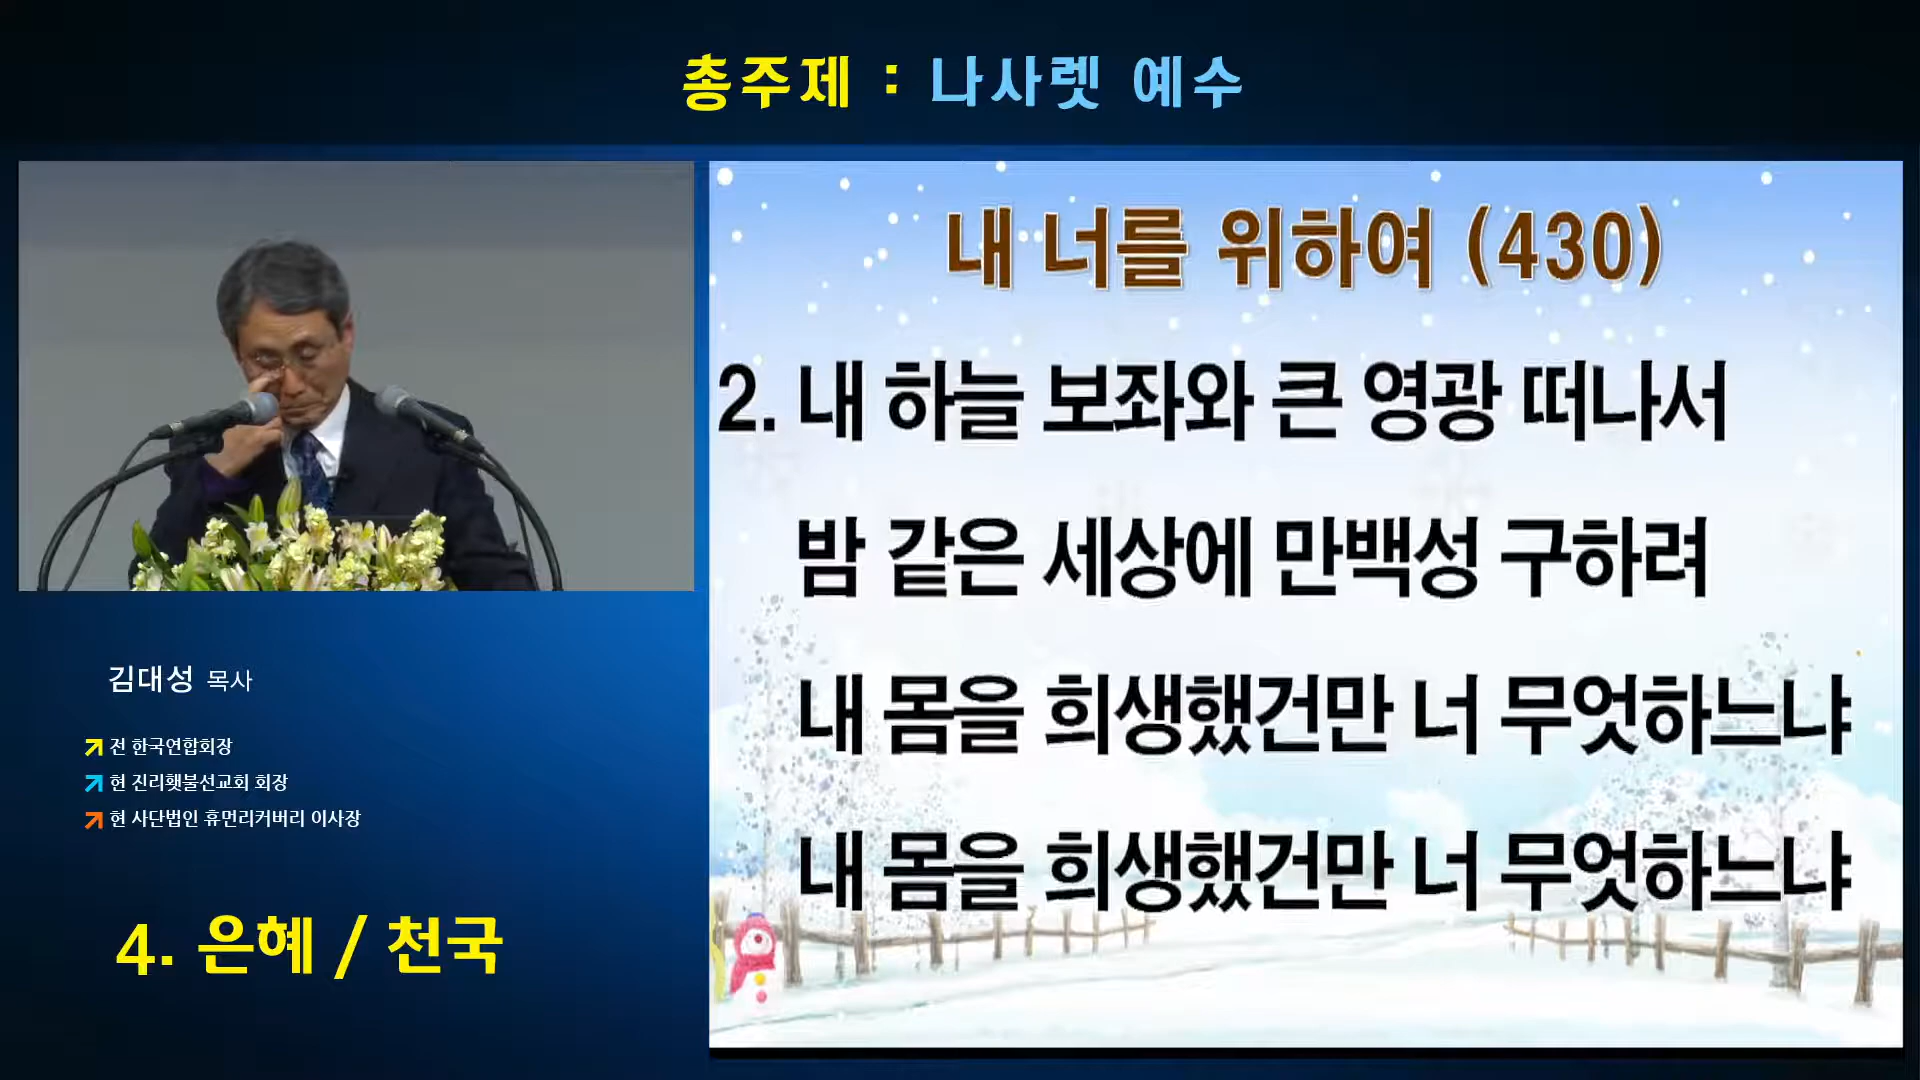 총주제 : 나사렛 예수
내 너를 위하여 (430)
2. 내 하늘 보좌와 큰 영광 떠나서
밤 같은 세상에 만백성 구하려
내 몸을 희생했건만 너 무엇하느냐
내 몸을 희생했건만 너 무엇하느냐
김대성 목사
전 한국연합회장
현 진리횃불선교회 회장
현 사단법인 휴먼리커버리 이사장
4. 은혜 / 천국